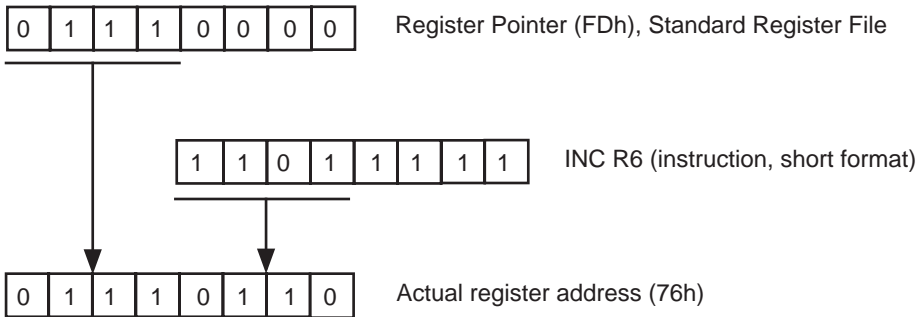 0 1 1 1 0 0 0 0 Register Pointer (FDh), Standard Register File
1 1 0 1 1 1 1 1 INC R6 (instruction, short format)
0 1 1 1 0 1 1 0 Actual register address (76h)